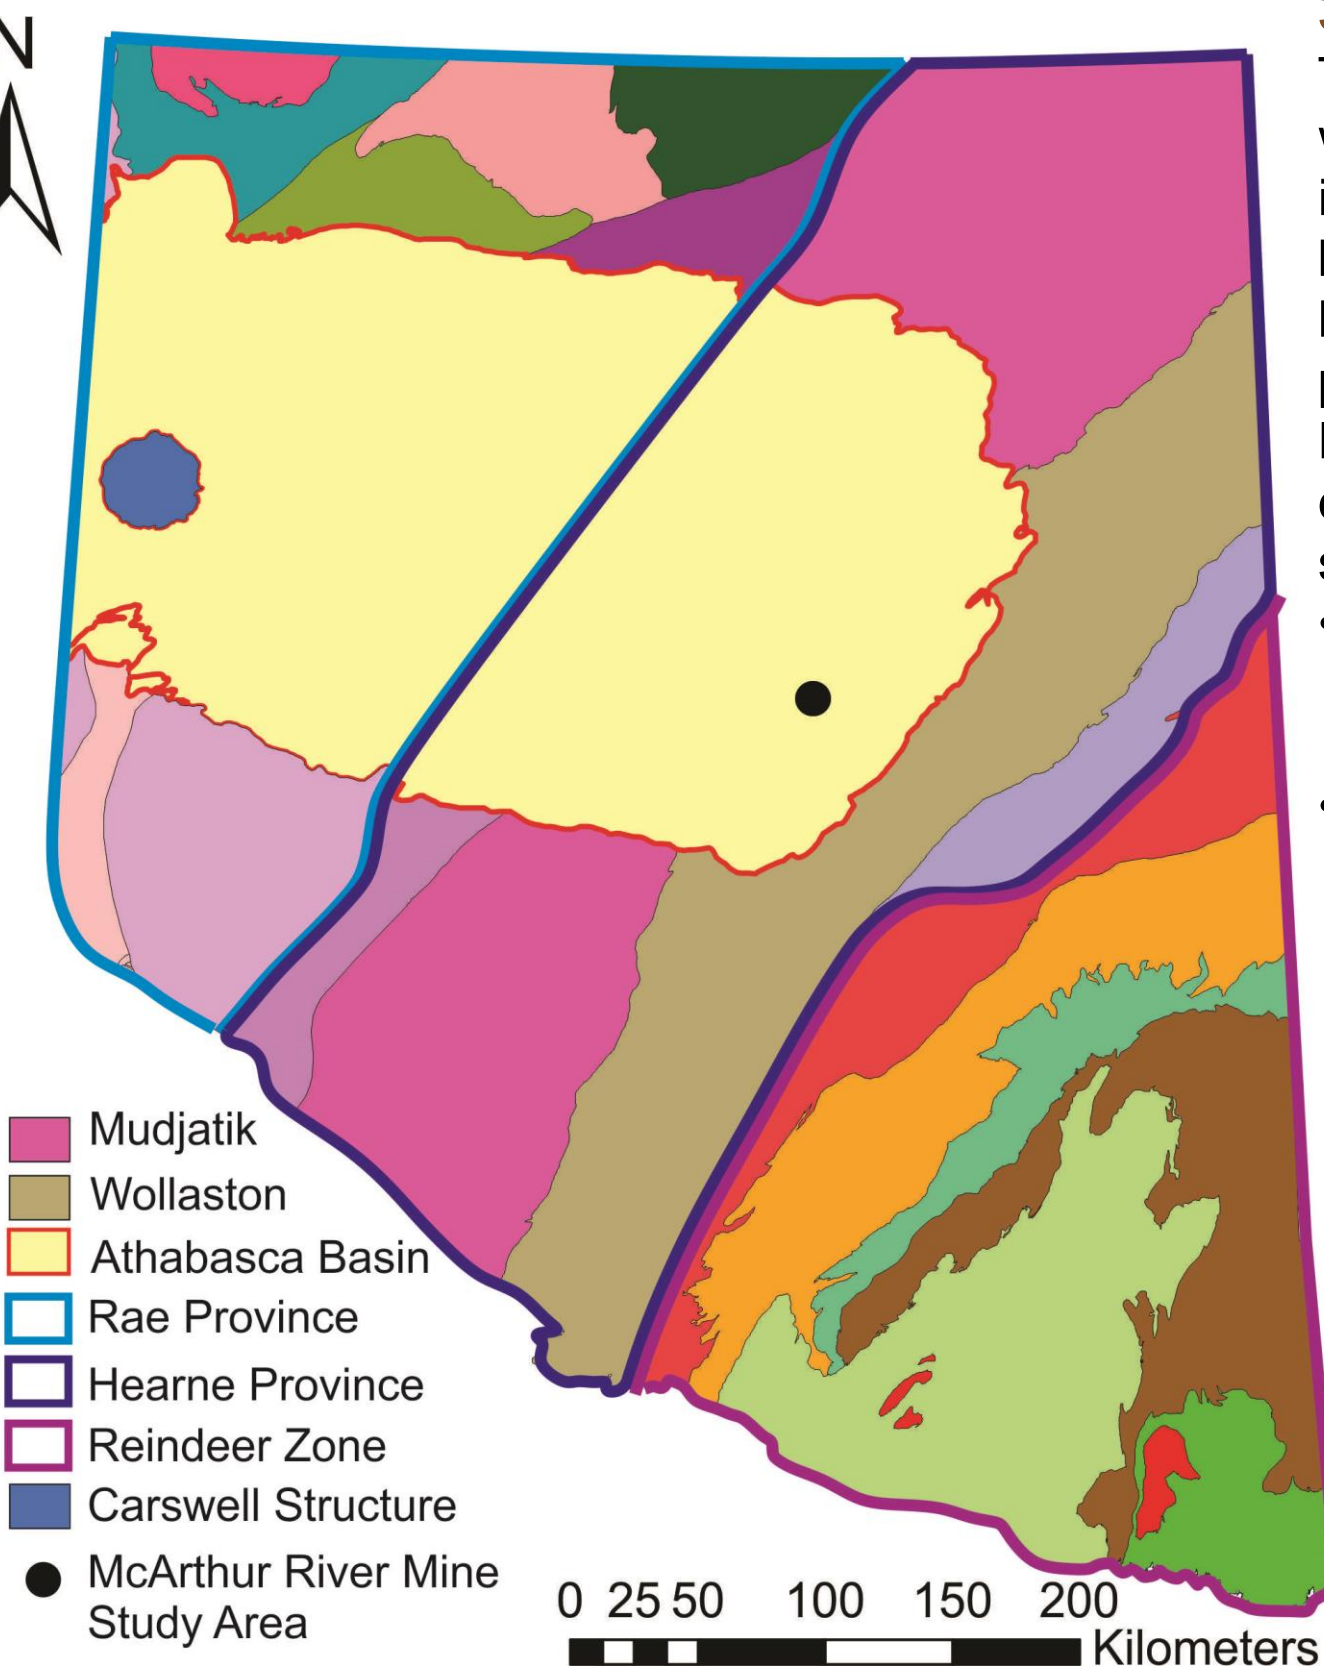 N
Mudjatik
Wollaston
Athabasca Basin
Rae Province
Hearne Province
Reindeer Zone
Carswell Structure
McArthur River Mine
Study Area
0 25 50 100 150 200
Kilometers